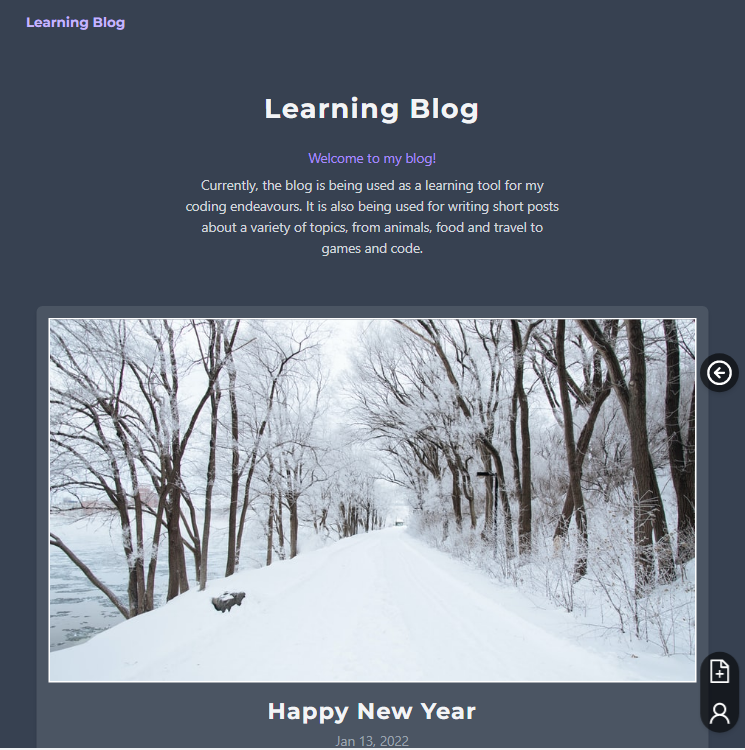 Learning Blog
Learning Blog
Welcome to my blog!
Currently, the blog is being used as a learning tool for my
coding endeavours. It is also being used for writing short posts
about a variety of topics, from animals, food and travel to
games and code.
Happy New Year
Jan 13, 2022